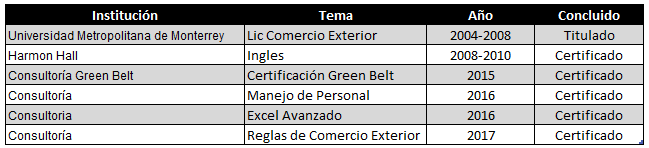 Institución Tema Año Concluido
Universidad Metropolitana de Monterrey Lic Comercio Exterior 2004-2008 Titulado
Harmon Hall Ingles 2008-2010 Certificado
Consultoría Green Belt Certificación Green Belt 2015 Certificado
Consultoría Manejo de Personal 2016 Certificado
Consultoria Excel Avanzado 2016 Certificado
Consultoría Reglas de Comercio Exterior 2017 Certificado